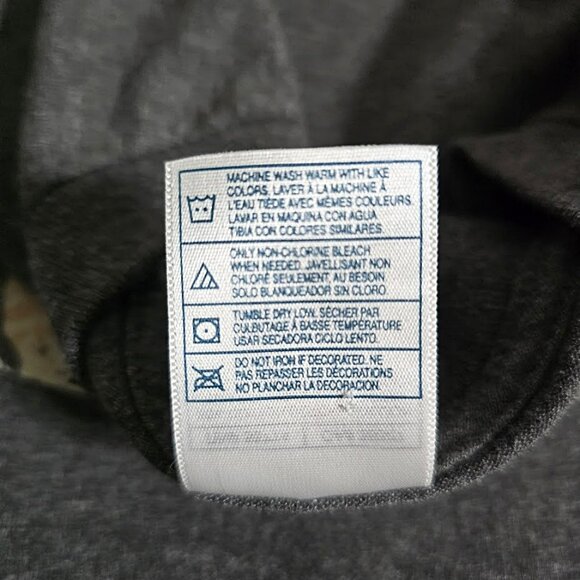 MACHINE WASH WARM WITH LIKE
COLORS. LAVER À LA MACHINE À
L'EAU TIÈDE AVEC MÊMES COULEURS.
LAVAR EN MAQUINA CON AGUA
TIBIA CON COLORES SIMILARES.
ONLY NON-CHLORINE BLEACH
WHEN NEEDED. JAVELLISANT NON
CHLORÉ SEULEMENT, AU BESOIN
SOLO BLANQUEADOR SIN CLORO
TUMBLE DRY LOW. SÉCHER PAR
CULBUTAGE À BASSE TEMPÉRATURE
USAR SECADORA CICLO LENTO.
DO NOT IRON IF DECORATED. NE
PAS REPASSER LES DÉCORATIONS
NO PLANCHAR LA DECORACION.